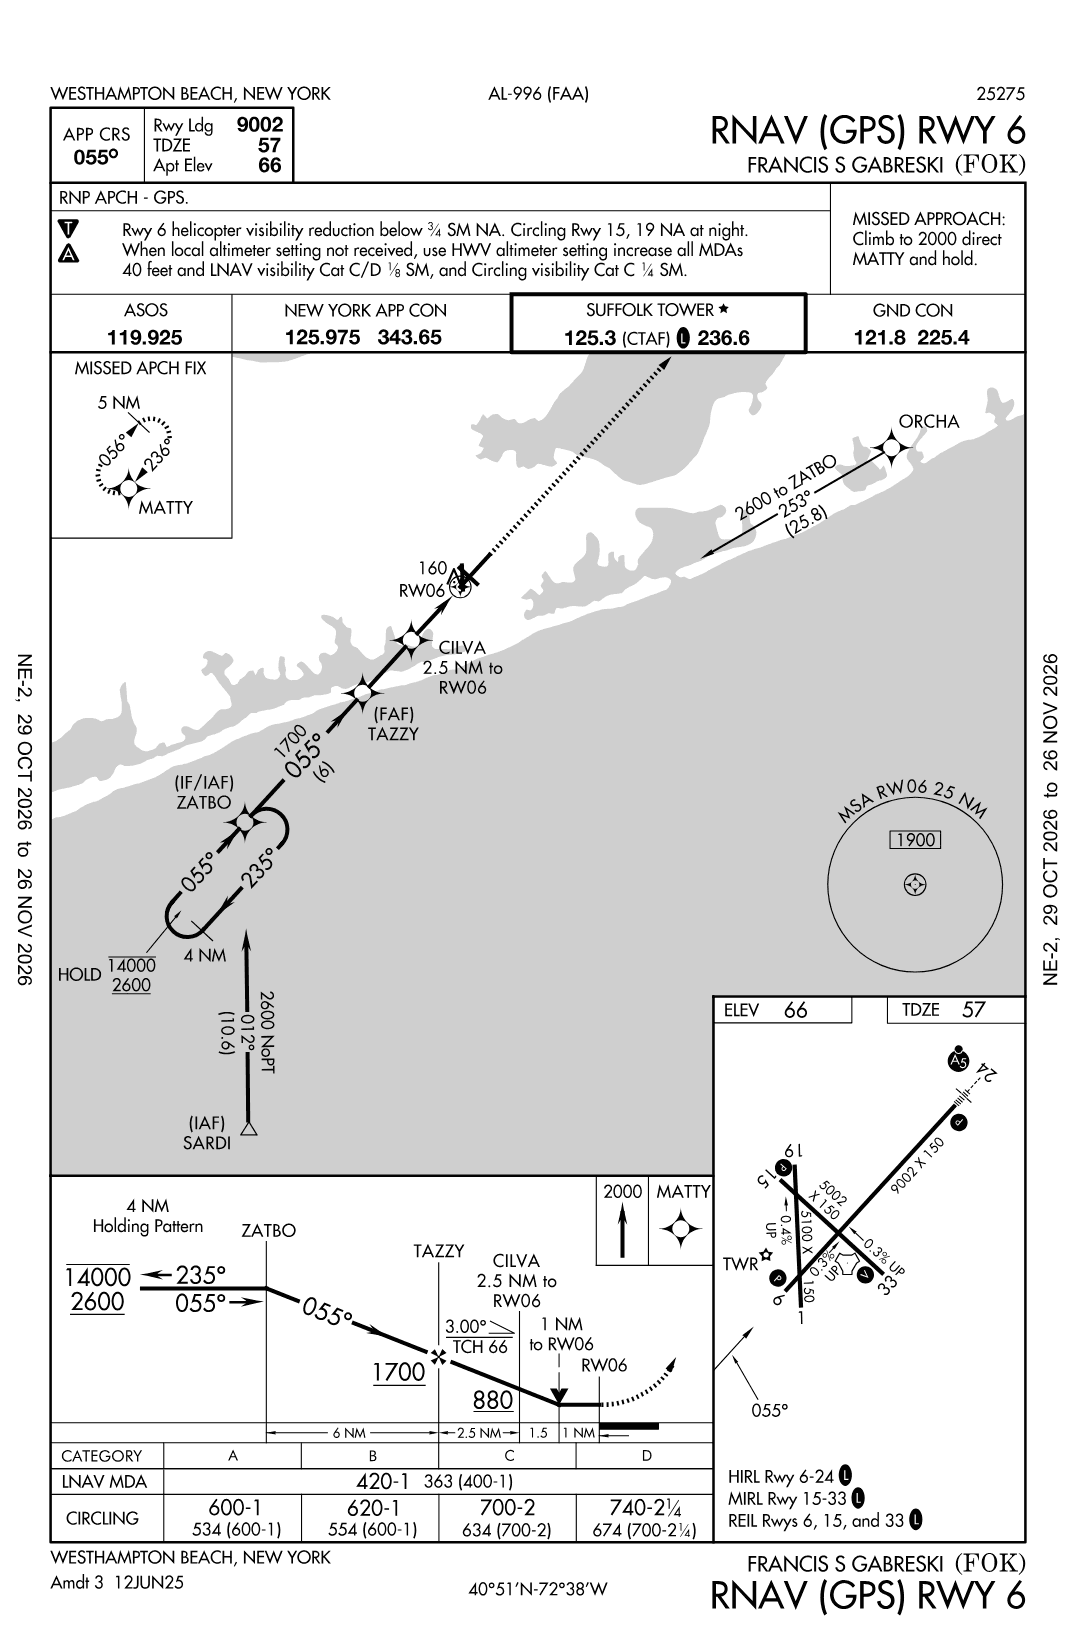 WESTHAMPTON BEACH, NEW YORK
AL-996 (FAA)
25275
APP CRS
055°
Rwy Ldg 9002
TDZE 57
Apt Elev 66
RNAV (GPS) RWY 6
FRANCIS S GABRESKI (FOK)
RNP APCH - GPS.
T
A
Rwy 6 helicopter visibility reduction below ¾ SM NA. Circling Rwy 15, 19 NA at night.
When local altimeter setting not received, use HWV altimeter setting increase all MDAs
40 feet and LNAV visibility Cat C/D ⅛ SM, and Circling visibility Cat C ¼ SM.
MISSED APPROACH:
Climb to 2000 direct
MATTY and hold.
ASOS
119.925
NEW YORK APP CON
125.975 343.65
SUFFOLK TOWER ★
125.3 (CTAF) L 236.6
GND CON
121.8 225.4
MISSED APCH FIX
5 NM
056°
236°
MATTY
ORCHA
2600 to ZATBO
253°
(25.8)
160
RW06
CILVA
2.5 NM to
RW06
(FAF)
TAZZY
1700
055°
(6)
(IF/IAF)
ZATBO
055°
235°
4 NM
HOLD
14000
2600
2600 NoPT
012°
(10.6)
(IAF)
SARDI
MSA RW06 25 NM
1900
NE-2, 29 OCT 2026 to 26 NOV 2026
NE-2, 29 OCT 2026 to 26 NOV 2026
ELEV 66
TDZE 57
A5
24
P
9002 X 150
19
P
15
5002
X 150
0.4%
UP
5100 X 150
0.3%
UP
0.3% UP
TWR
P
V
33
6
1
055°
HIRL Rwy 6-24 L
MIRL Rwy 15-33 L
REIL Rwys 6, 15, and 33 L
4 NM
Holding Pattern
ZATBO
14000
2600
235°
055°
055°
TAZZY
1700
3.00°
TCH 66
CILVA
2.5 NM to
RW06
880
1 NM
to RW06
RW06
2000
MATTY
6 NM
2.5 NM
1.5
1 NM
CATEGORY A B C D
LNAV MDA 420-1 363 (400-1)
CIRCLING
600-1
534 (600-1)
620-1
554 (600-1)
700-2
634 (700-2)
740-2¼
674 (700-2¼)
WESTHAMPTON BEACH, NEW YORK
Amdt 3 12JUN25
40°51'N-72°38'W
FRANCIS S GABRESKI (FOK)
RNAV (GPS) RWY 6